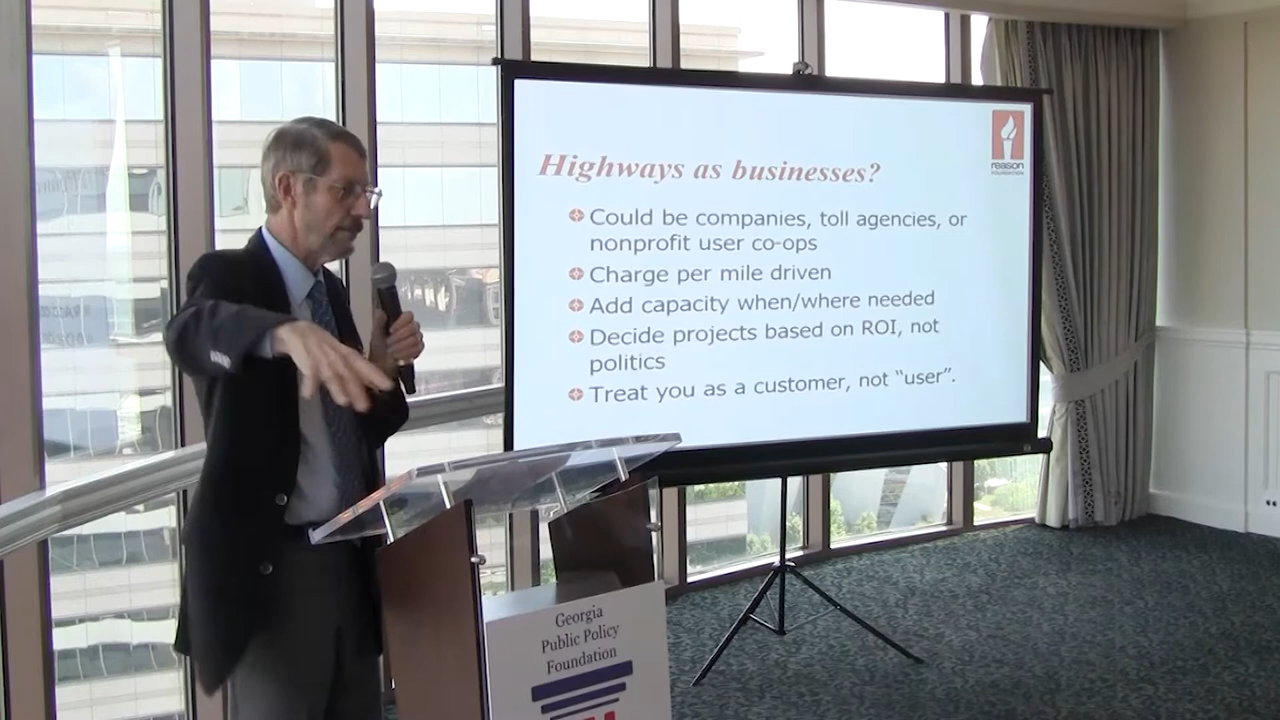 Highways as businesses?
reason
FOUNDATION
Could be companies, toll agencies, or
nonprofit user co-ops
Charge per mile driven
Add capacity when/where needed
Decide projects based on ROI, not
politics
Treat you as a customer, not “user”.
Georgia
Public Policy
Foundation